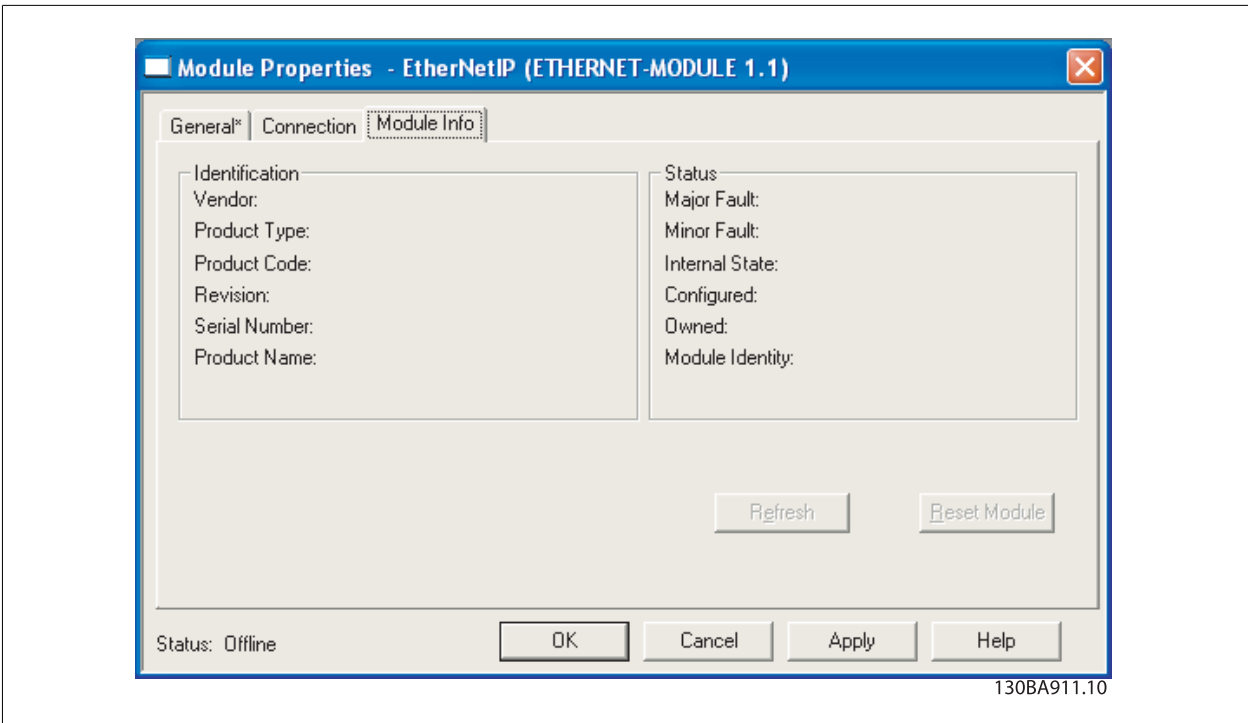 Module Properties - EtherNetIP (ETHERNET-MODULE 1.1)
General* Connection Module Info
Identification
Vendor:
Product Type:
Product Code:
Revision:
Serial Number:
Product Name:
Status
Major Fault:
Minor Fault:
Internal State:
Configured:
Owned:
Module Identity:
Refresh Reset Module
Status: Offline OK Cancel Apply Help
130BA911.10